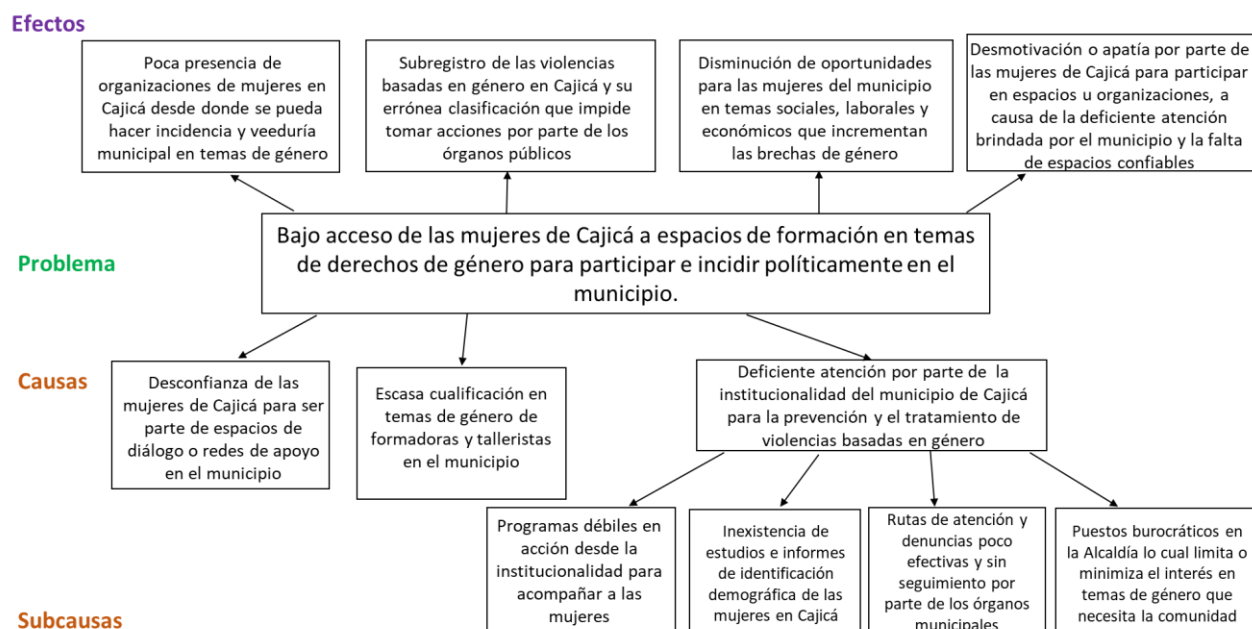 Efectos
Poca presencia de
organizaciones de mujeres en
Cajicá desde donde se pueda
hacer incidencia y veeduría
municipal en temas de género
Subregistro de las violencias
basadas en género en Cajicá y su
errónea clasificación que impide
tomar acciones por parte de los
órganos públicos
Disminución de oportunidades
para las mujeres del municipio
en temas sociales, laborales y
económicos que incrementan
las brechas de género
Desmotivación o apatía por parte de
las mujeres de Cajicá para participar
en espacios u organizaciones, a
causa de la deficiente atención
brindada por el municipio y la falta
de espacios confiables
Problema
Bajo acceso de las mujeres de Cajicá a espacios de formación en temas
de derechos de género para participar e incidir políticamente en el
municipio.
Causas
Desconfianza de las
mujeres de Cajicá para ser
parte de espacios de
diálogo o redes de apoyo
en el municipio
Escasa cualificación en
temas de género de
formadoras y talleristas
en el municipio
Deficiente atención por parte de la
institucionalidad del municipio de Cajicá
para la prevención y el tratamiento de
violencias basadas en género
Subcausas
Programas débiles en
acción desde la
institucionalidad para
acompañar a las
mujeres
Inexistencia de
estudios e informes
de identificación
demográfica de las
mujeres en Cajicá
Rutas de atención y
denuncias poco
efectivas y sin
seguimiento por
parte de los órganos
municipales
Puestos burocráticos en
la Alcaldía lo cual limita o
minimiza el interés en
temas de género que
necesita la comunidad